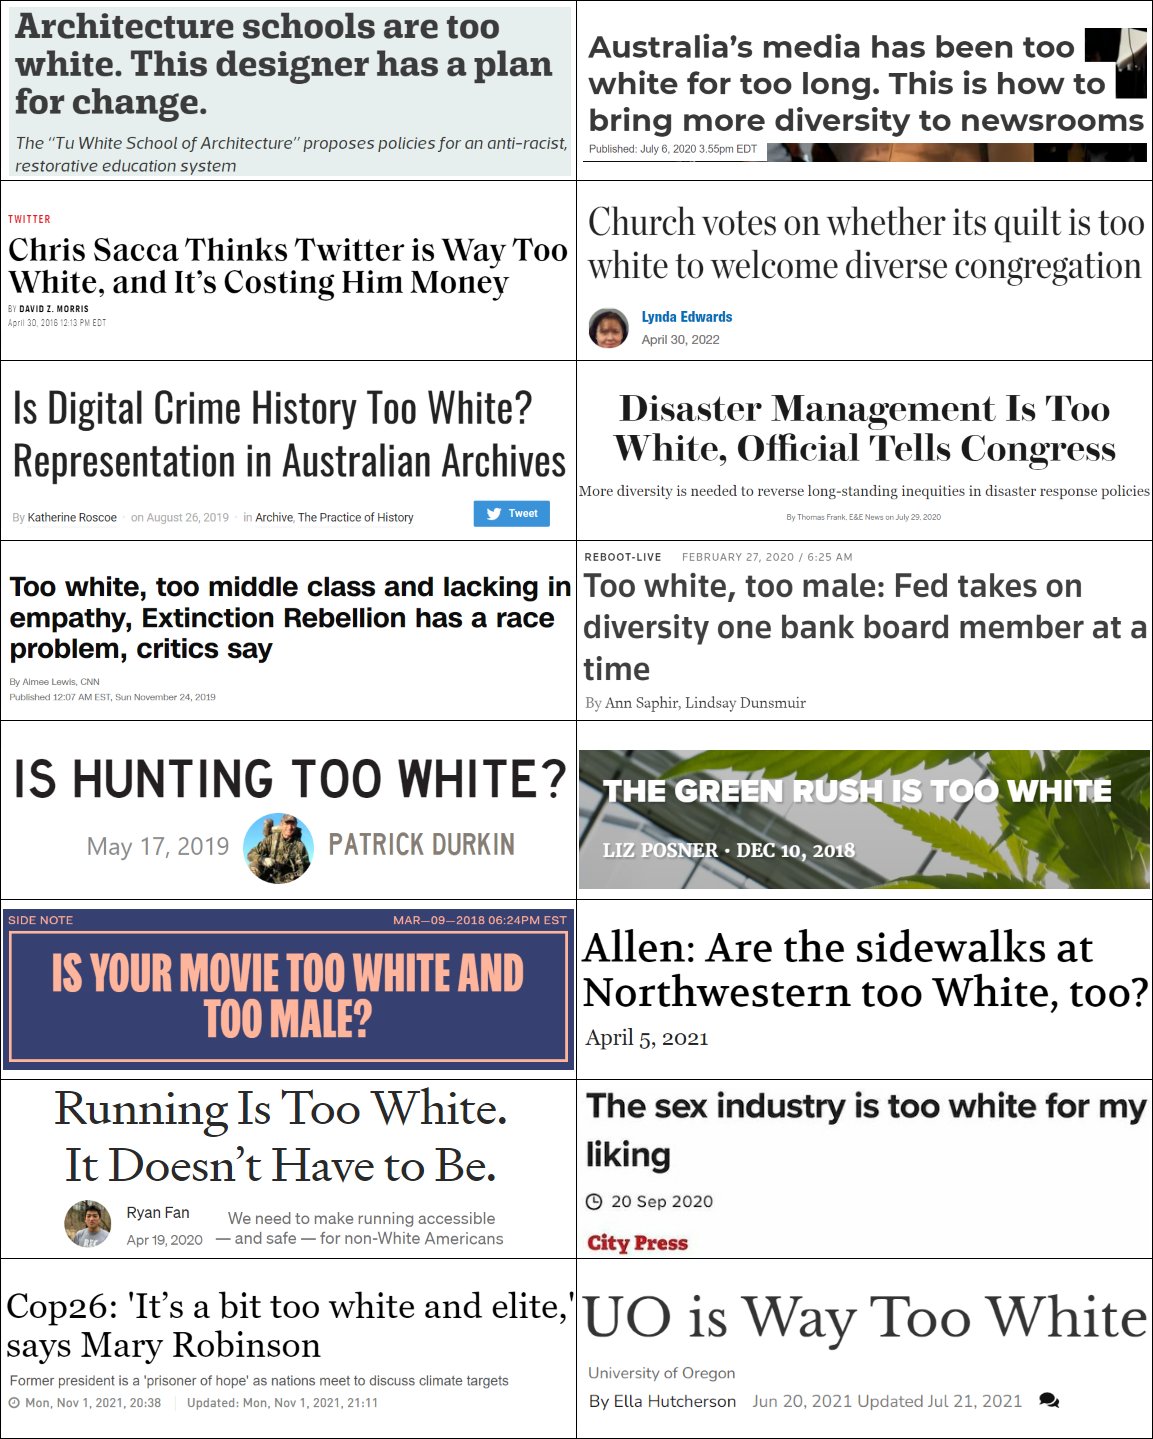 Architecture schools are too
white. This designer has a plan
for change.
The “Tu White School of Architecture” proposes policies for an anti-racist,
restorative education system
Australia’s media has been too
white for too long. This is how to
bring more diversity to newsrooms
Published: July 6, 2020 3.55pm EDT
TWITTER
Chris Sacca Thinks Twitter is Way Too
White, and It’s Costing Him Money
BY DAVID Z. MORRIS
April 30, 2016 12:13 PM EDT
Church votes on whether its quilt is too
white to welcome diverse congregation
Lynda Edwards
April 30, 2022
Is Digital Crime History Too White?
Representation in Australian Archives
By Katherine Roscoe · on August 26, 2019 · in Archive, The Practice of History
Tweet
Disaster Management Is Too
White, Official Tells Congress
More diversity is needed to reverse long-standing inequities in disaster response policies
By Thomas Frank, E&E News on July 29, 2020
Too white, too middle class and lacking in
empathy, Extinction Rebellion has a race
problem, critics say
By Aimee Lewis, CNN
Published 12:07 AM EST, Sun November 24, 2019
REBOOT-LIVE FEBRUARY 27, 2020 / 6:25 AM
Too white, too male: Fed takes on
diversity one bank board member at a
time
By Ann Saphir, Lindsay Dunsmuir
IS HUNTING TOO WHITE?
May 17, 2019 PATRICK DURKIN
THE GREEN RUSH IS TOO WHITE
LIZ POSNER • DEC 10, 2018
SIDE NOTE MAR—09—2018 06:24PM EST
IS YOUR MOVIE TOO WHITE AND
TOO MALE?
Allen: Are the sidewalks at
Northwestern too White, too?
April 5, 2021
Running Is Too White.
It Doesn’t Have to Be.
Ryan Fan
Apr 19, 2020
We need to make running accessible
— and safe — for non-White Americans
The sex industry is too white for my
liking
20 Sep 2020
City Press
Cop26: 'It’s a bit too white and elite,'
says Mary Robinson
Former president is a 'prisoner of hope' as nations meet to discuss climate targets
Mon, Nov 1, 2021, 20:38 Updated: Mon, Nov 1, 2021, 21:11
UO is Way Too White
University of Oregon
By Ella Hutcherson Jun 20, 2021 Updated Jul 21, 2021